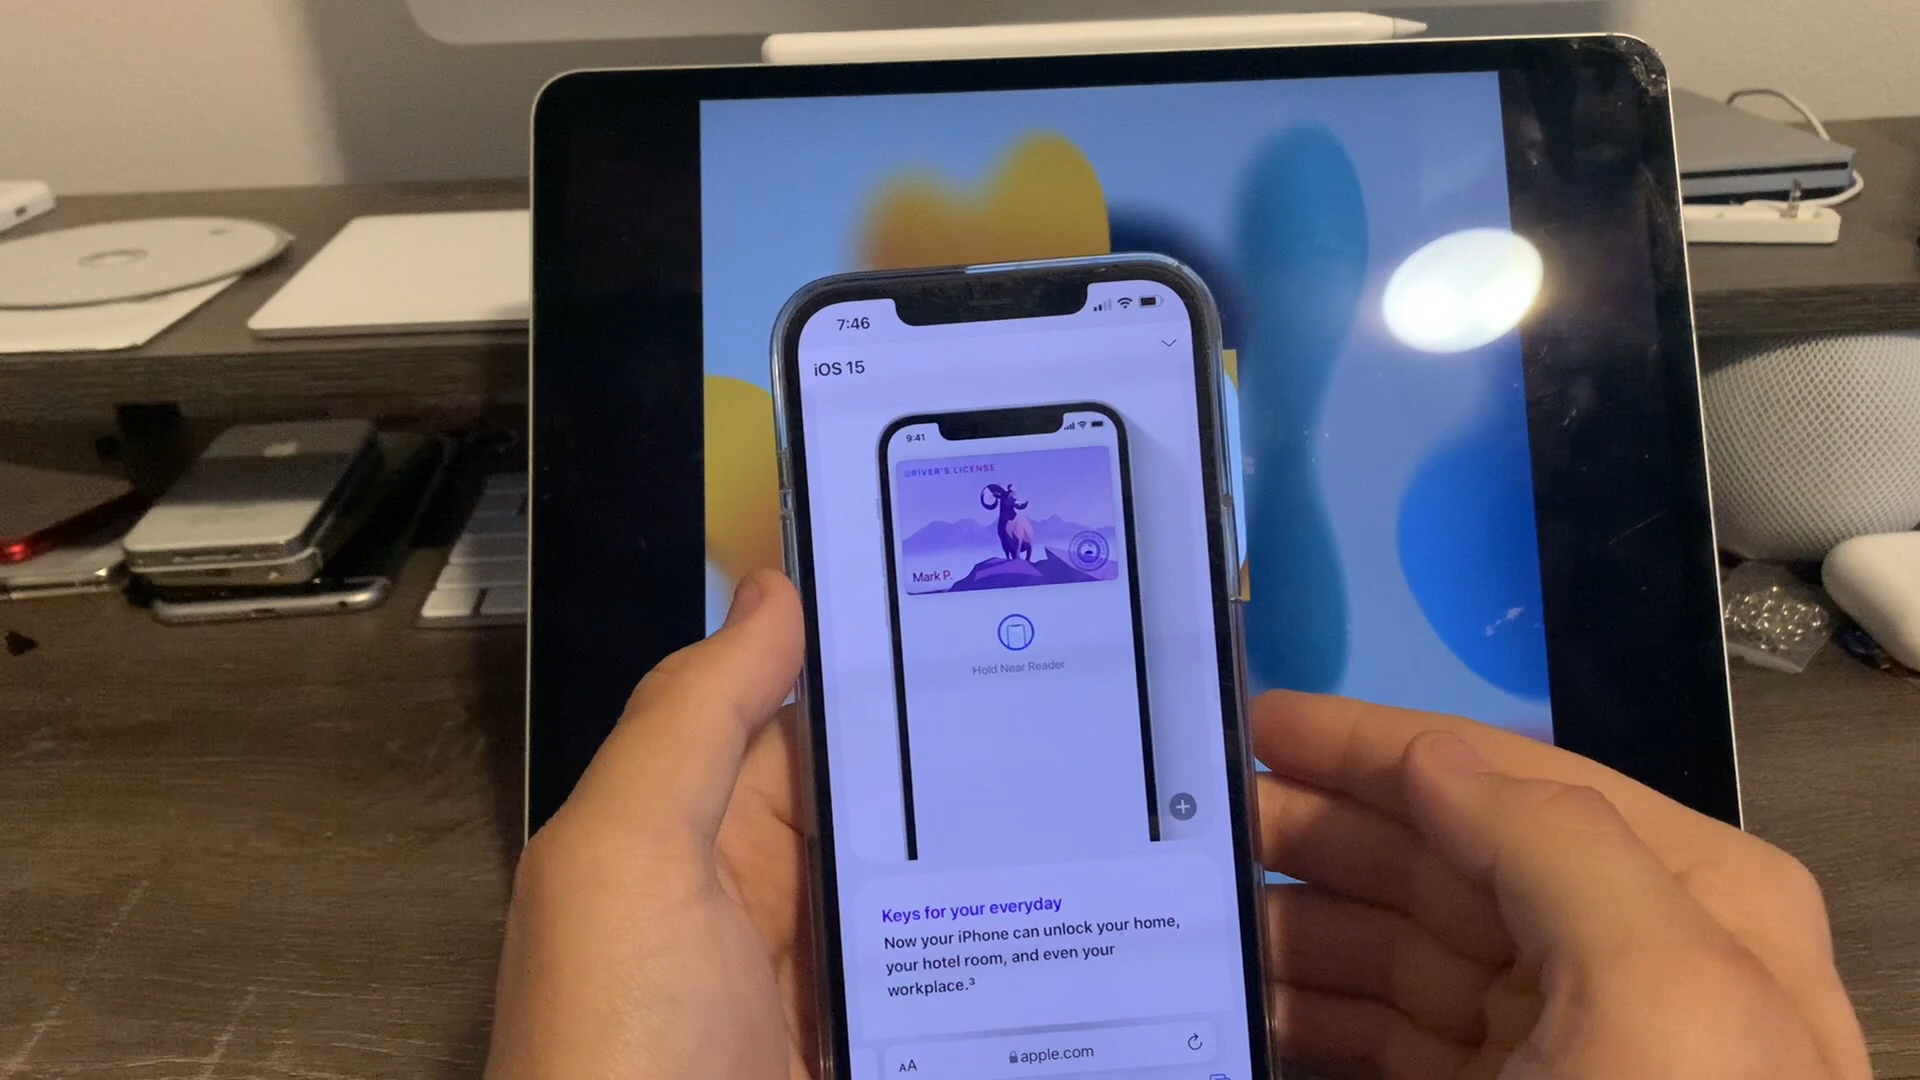 7:46
iOS 15
9:41
DRIVER'S LICENSE
Mark P.
Hold Near Reader
Keys for your everyday
Now your iPhone can unlock your home,
your hotel room, and even your
workplace.³
AA apple.com